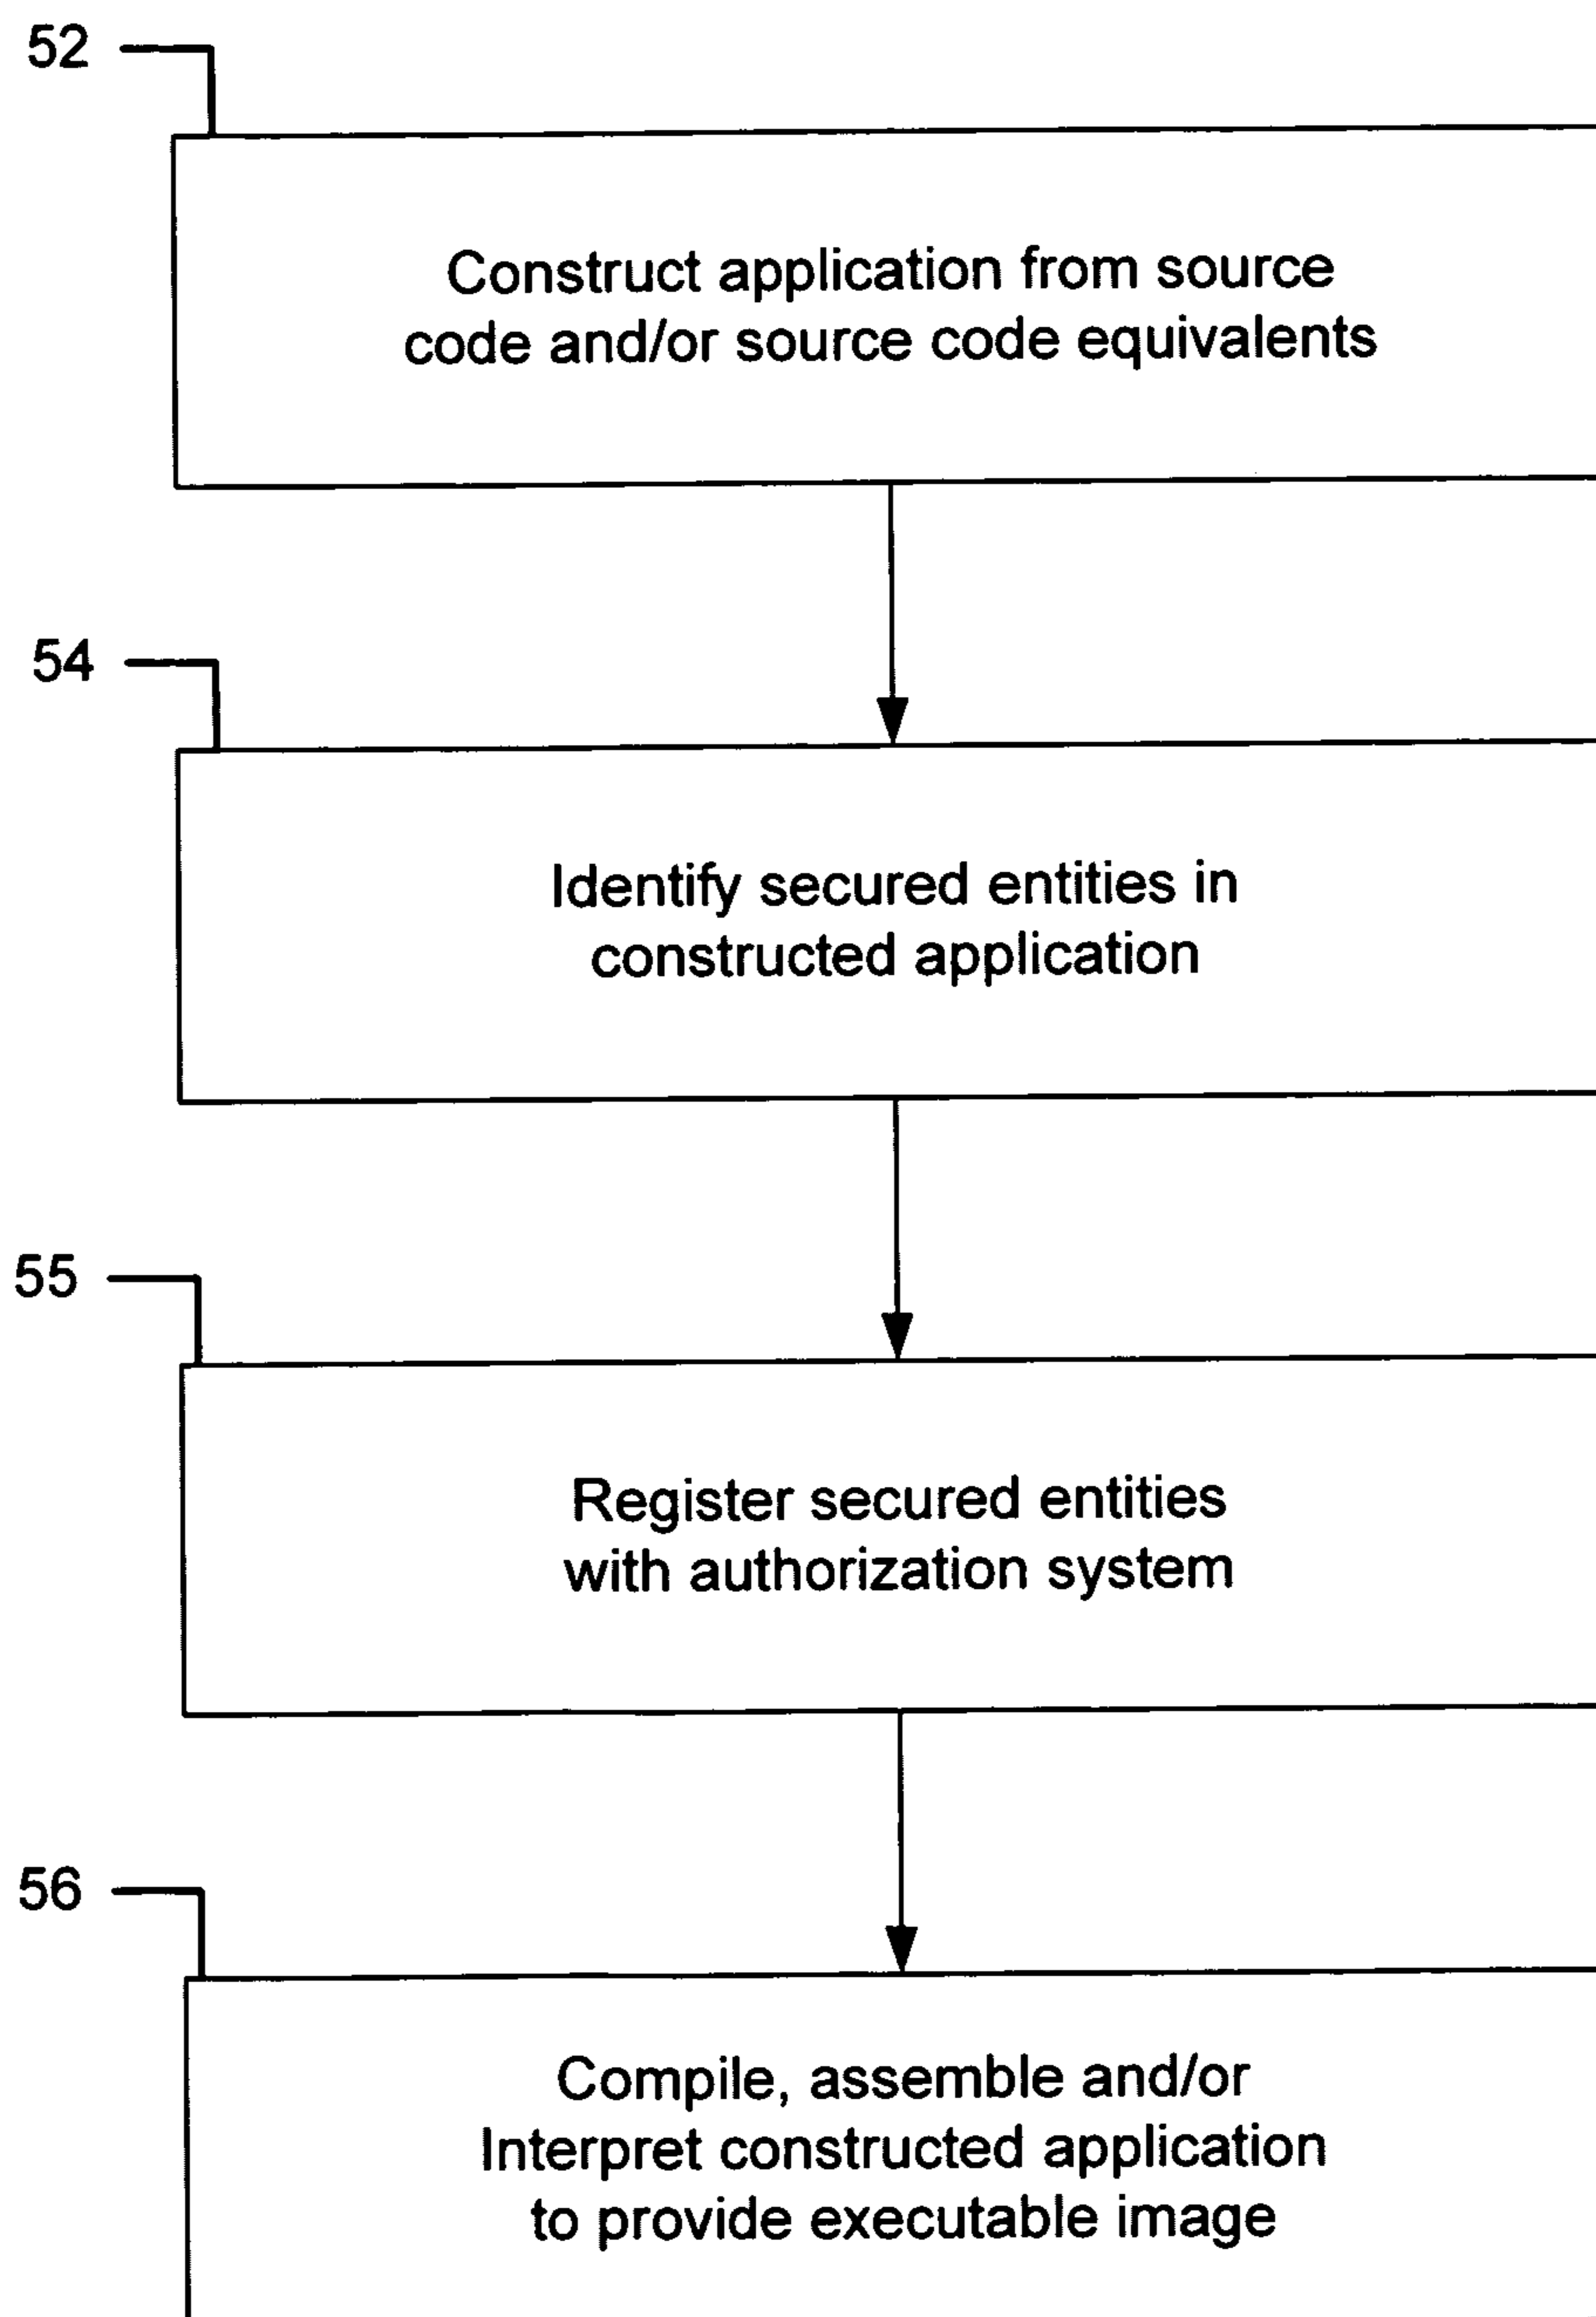 52
Construct application from source
code and/or source code equivalents
54
Identify secured entities in
constructed application
55
Register secured entities
with authorization system
56
Compile, assemble and/or
Interpret constructed application
to provide executable image